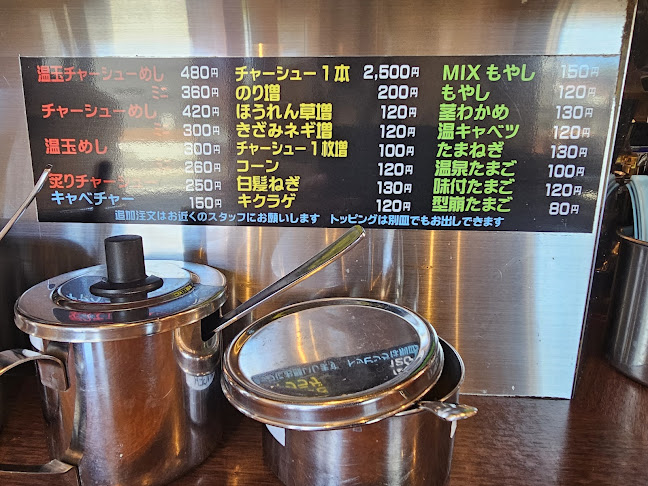 温玉チャーシューめし 480円
ミニ 360円
チャーシューめし 420円
ミニ 300円
温玉めし 300円
ミニ 260円
炙りチャーシュー 250円
キャベチャー 150円
チャーシュー1本 2,500円
のり増 200円
ほうれん草増 120円
きざみネギ増 120円
チャーシュー1枚増 100円
コーン 120円
白髪ねぎ 130円
キクラゲ 120円
MIXもやし 150円
もやし 120円
茎わかめ 130円
温キャベツ 120円
たまねぎ 130円
温泉たまご 100円
味付たまご 120円
型崩たまご 80円
追加注文はお近くのスタッフにお願いします トッピングは別皿でもお出しできます